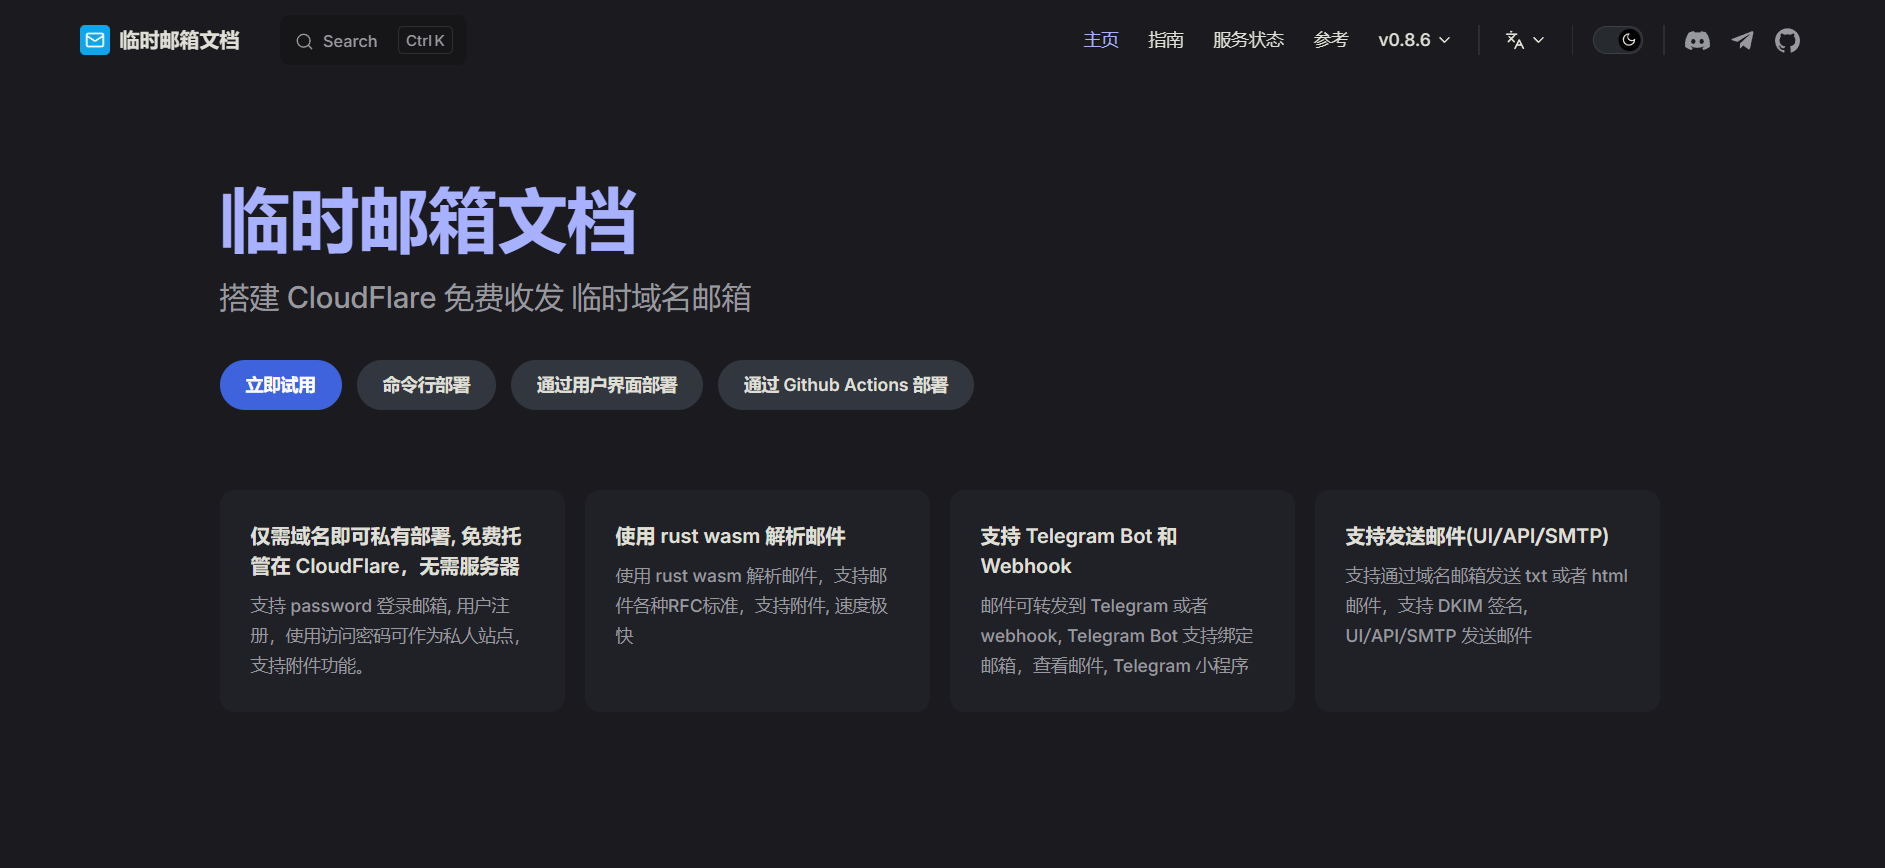 临时邮箱文档
Search Ctrl K
主页 指南 服务状态 参考 v0.8.6
临时邮箱文档
搭建 CloudFlare 免费收发 临时域名邮箱
立即试用 命令行部署 通过用户界面部署 通过 Github Actions 部署
仅需域名即可私有部署, 免费托
管在 CloudFlare，无需服务器
支持 password 登录邮箱, 用户注
册，使用访问密码可作为私人站点，
支持附件功能。
使用 rust wasm 解析邮件
使用 rust wasm 解析邮件，支持邮
件各种RFC标准，支持附件, 速度极
快
支持 Telegram Bot 和
Webhook
邮件可转发到 Telegram 或者
webhook, Telegram Bot 支持绑定
邮箱，查看邮件, Telegram 小程序
支持发送邮件(UI/API/SMTP)
支持通过域名邮箱发送 txt 或者 html
邮件，支持 DKIM 签名,
UI/API/SMTP 发送邮件